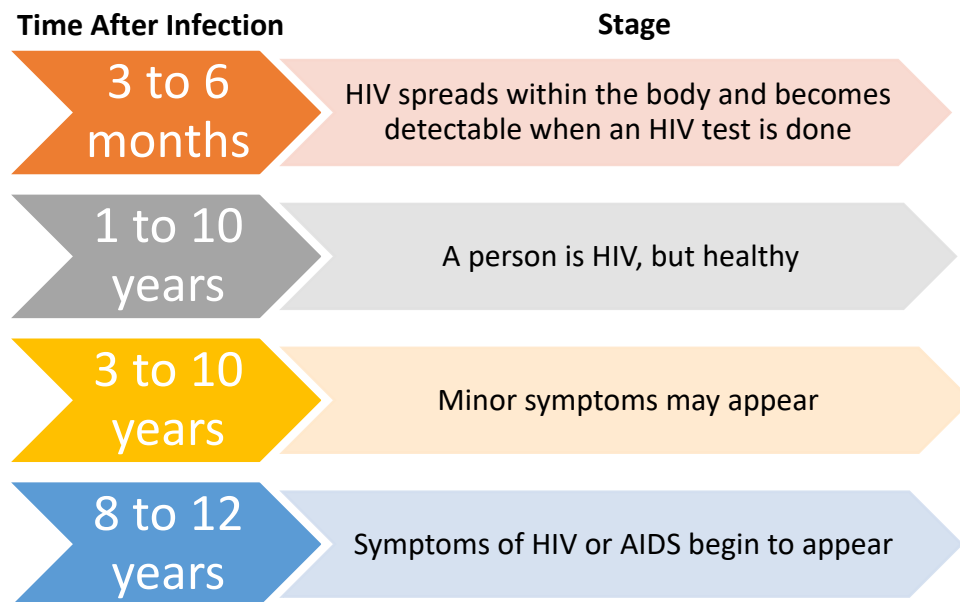 Time After Infection
Stage
3 to 6
months
HIV spreads within the body and becomes
detectable when an HIV test is done
1 to 10
years
A person is HIV, but healthy
3 to 10
years
Minor symptoms may appear
8 to 12
years
Symptoms of HIV or AIDS begin to appear